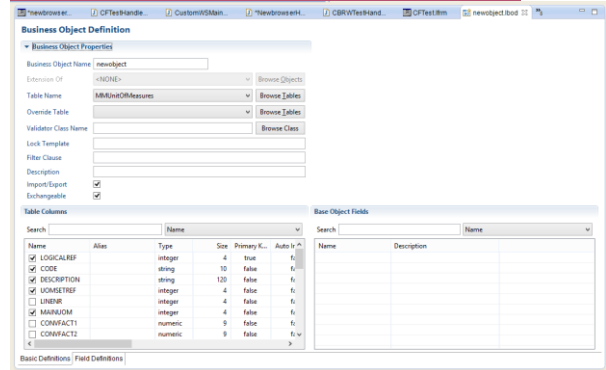 *newbrowser... CFTestHandle... CustomWSMain... *NewbrowserH... CBRWTestHand... CFTest.lfrm newobject.lbod
Business Object Definition
Business Object Properties
Business Object Name newobject
Extension Of <NONE> Browse Objects
Table Name MMUnitOfMeasures Browse Tables
Override Table Browse Tables
Validator Class Name Browse Class
Lock Template
Filter Clause
Description
Import/Export
Exchangeable
Table Columns Base Object Fields
Search Name Search Name
Name Alias Type Size Primary K... Auto In Name Description
LOGICALREF integer 4 true
CODE string 10 false
DESCRIPTION string 120 false
UOMSETREF integer 4 false
LINENR integer 4 false
MAINUOM integer 4 false
CONVFACT1 numeric 9 false
CONVFACT2 numeric 9 false
Basic Definitions Field Definitions